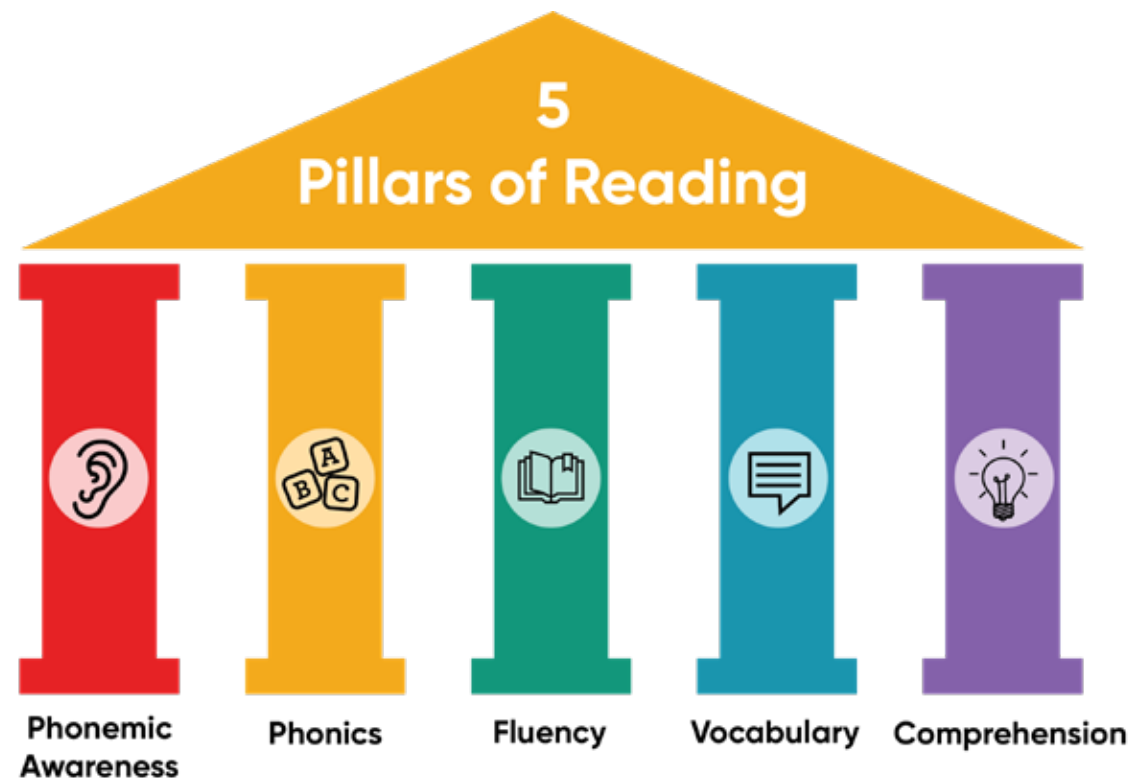 5
Pillars of Reading
A
B C
Phonemic
Awareness
Phonics
Fluency
Vocabulary
Comprehension